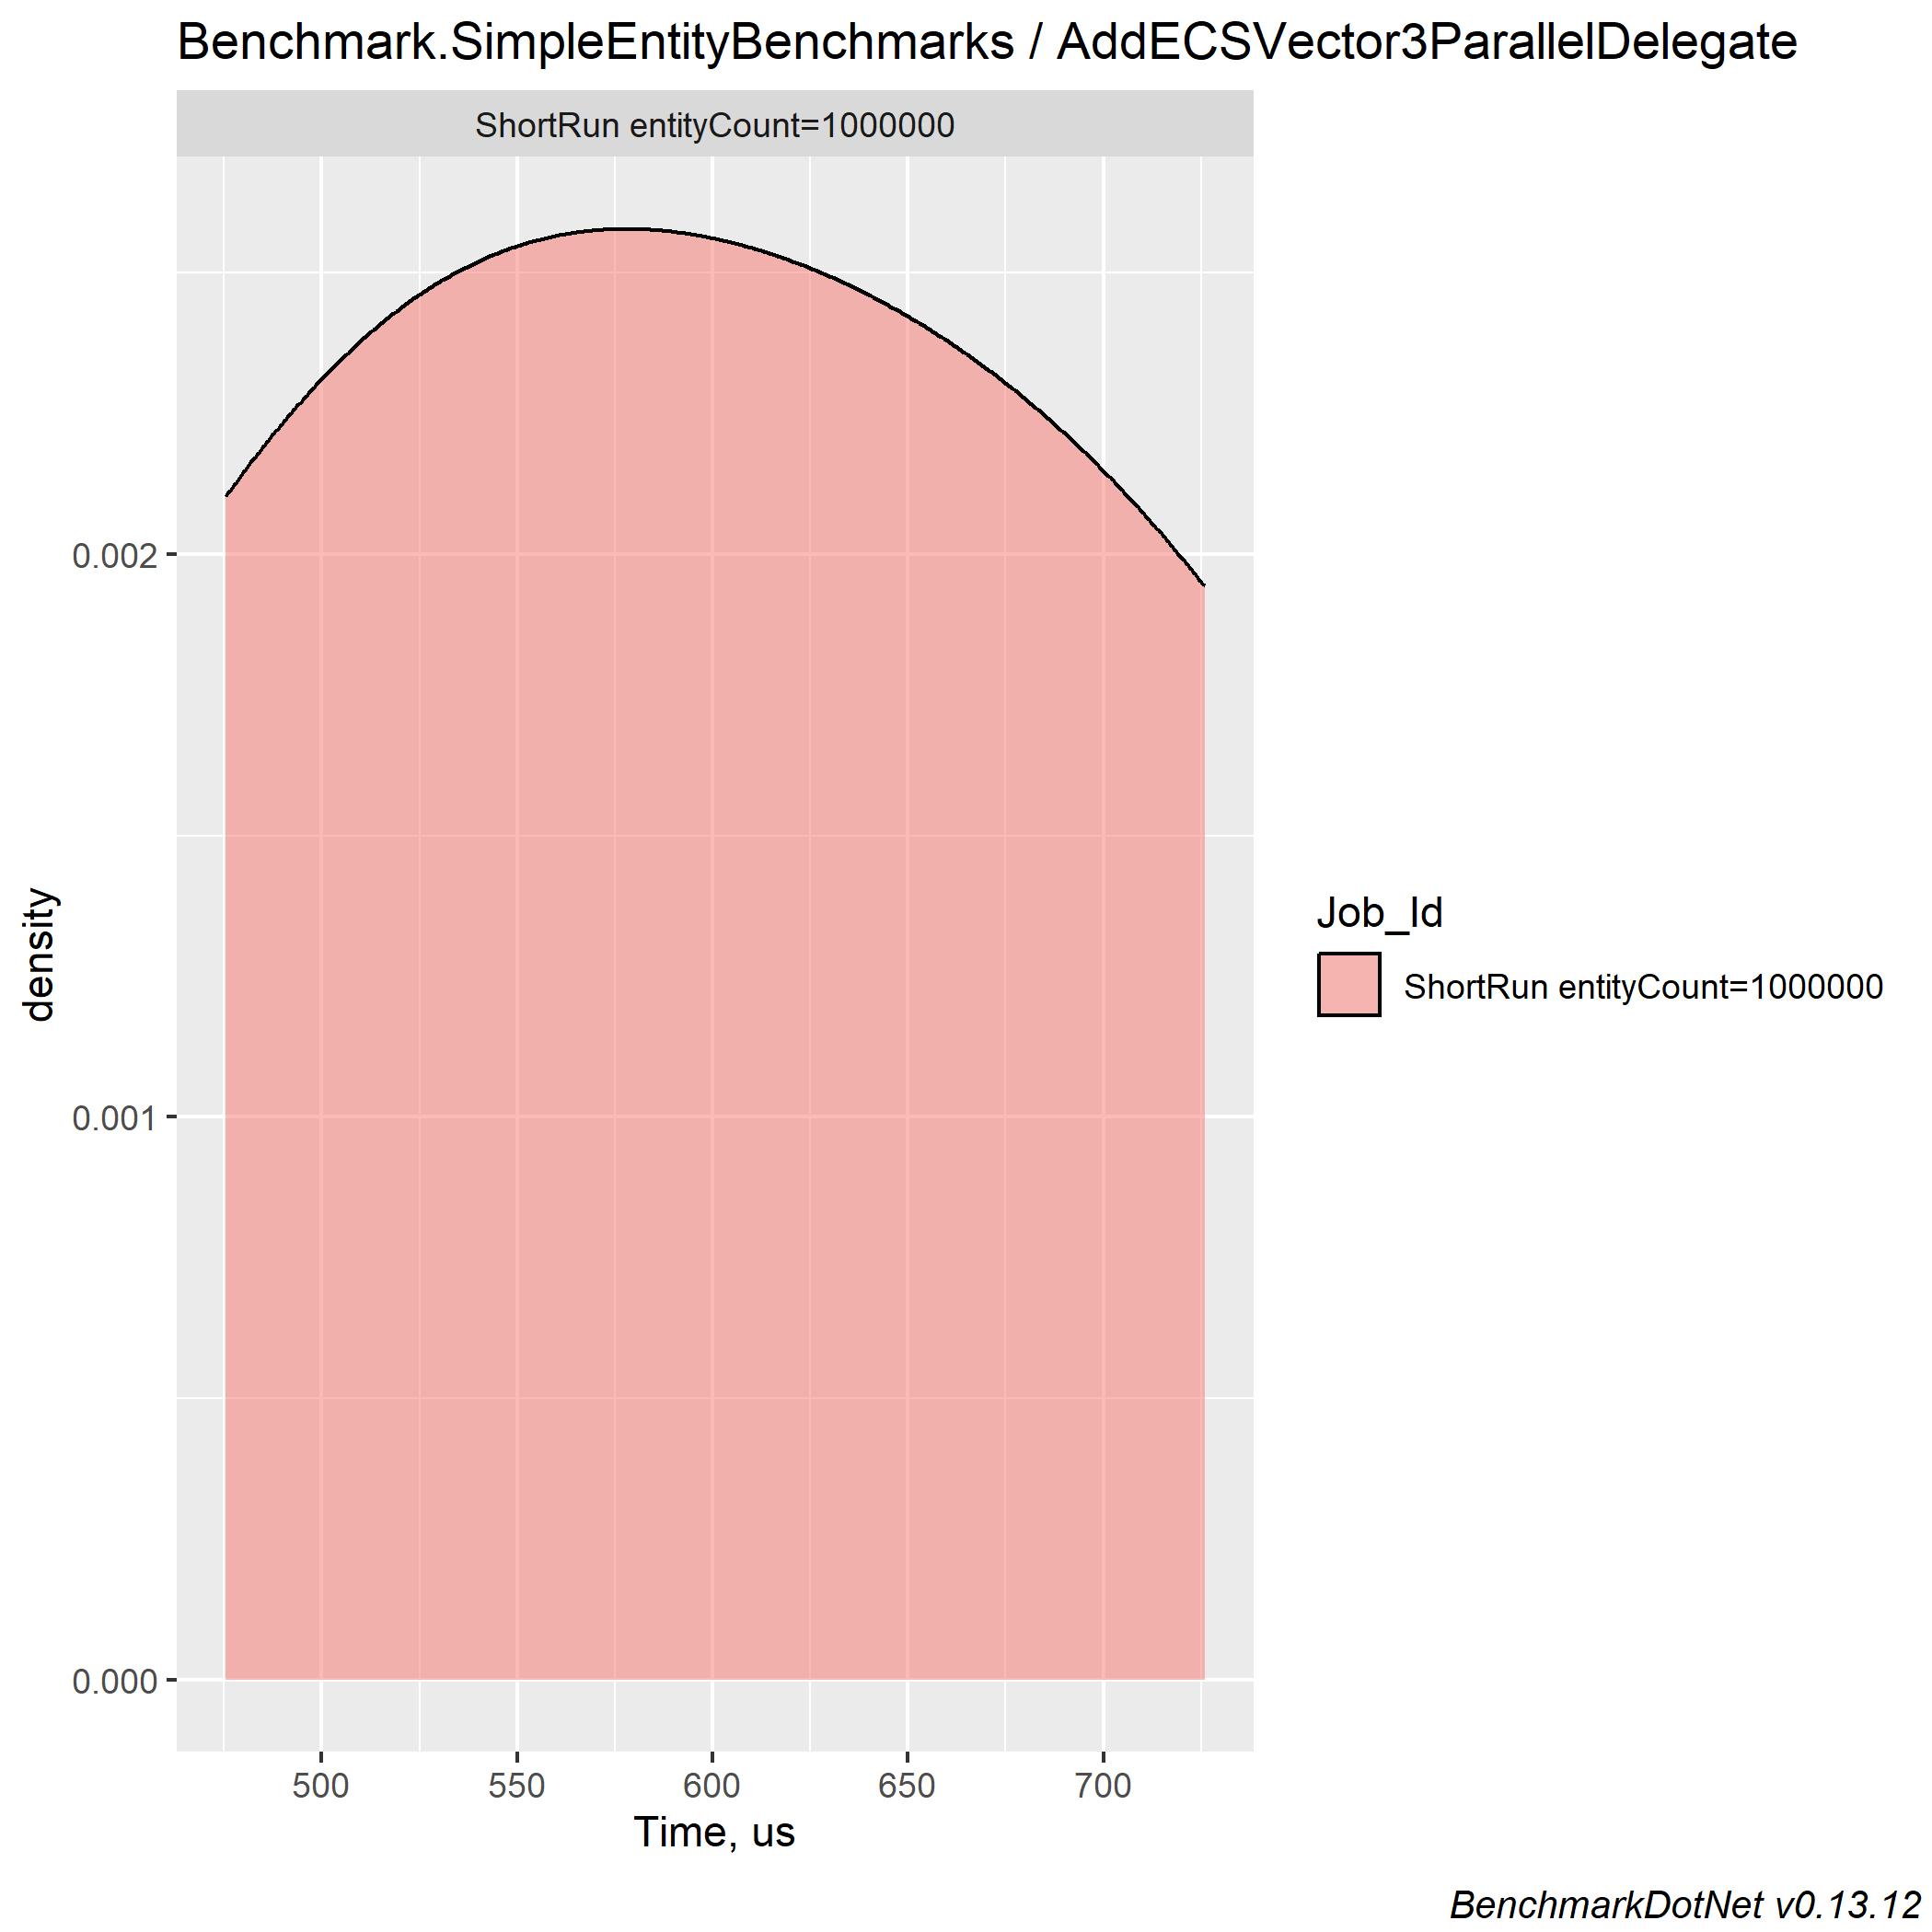 Benchmark.SimpleEntityBenchmarks / AddECSVector3ParallelDelegate
ShortRun entityCount=1000000
0.002
0.001
0.000
density
500 550 600 650 700
Time, us
Job_Id
ShortRun entityCount=1000000
BenchmarkDotNet v0.13.12